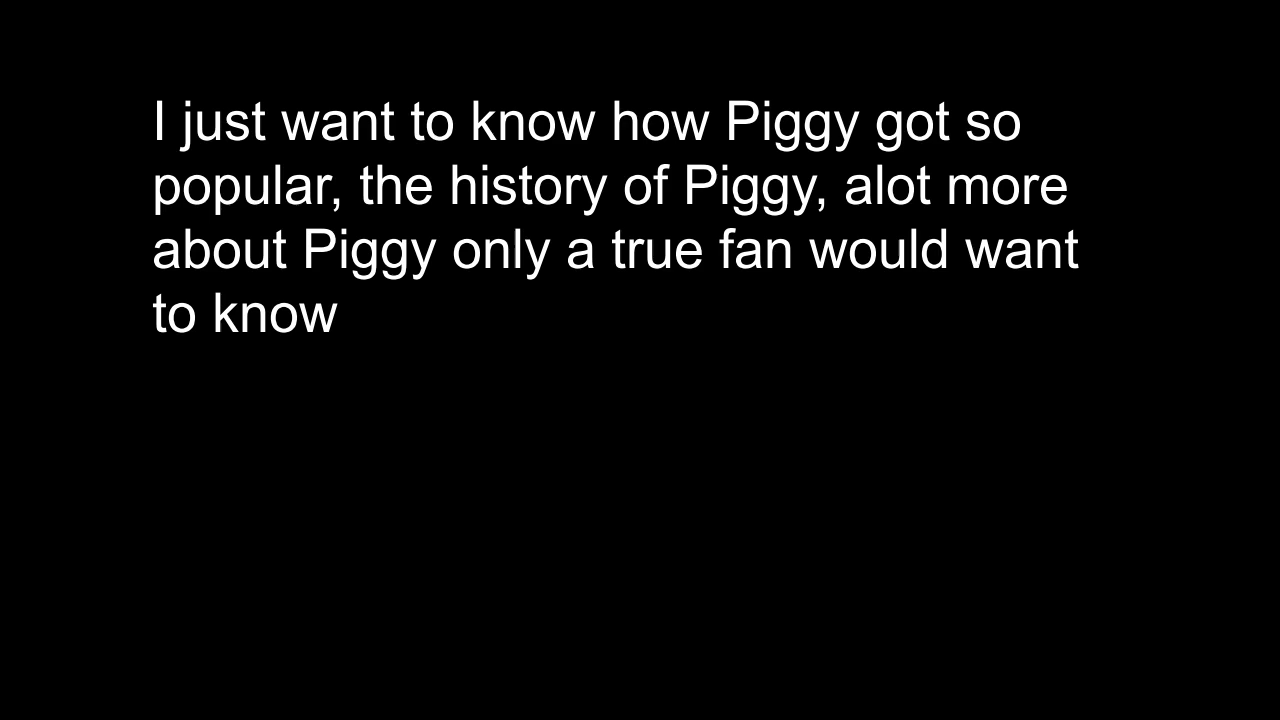 I just want to know how Piggy got so
popular, the history of Piggy, alot more
about Piggy only a true fan would want
to know